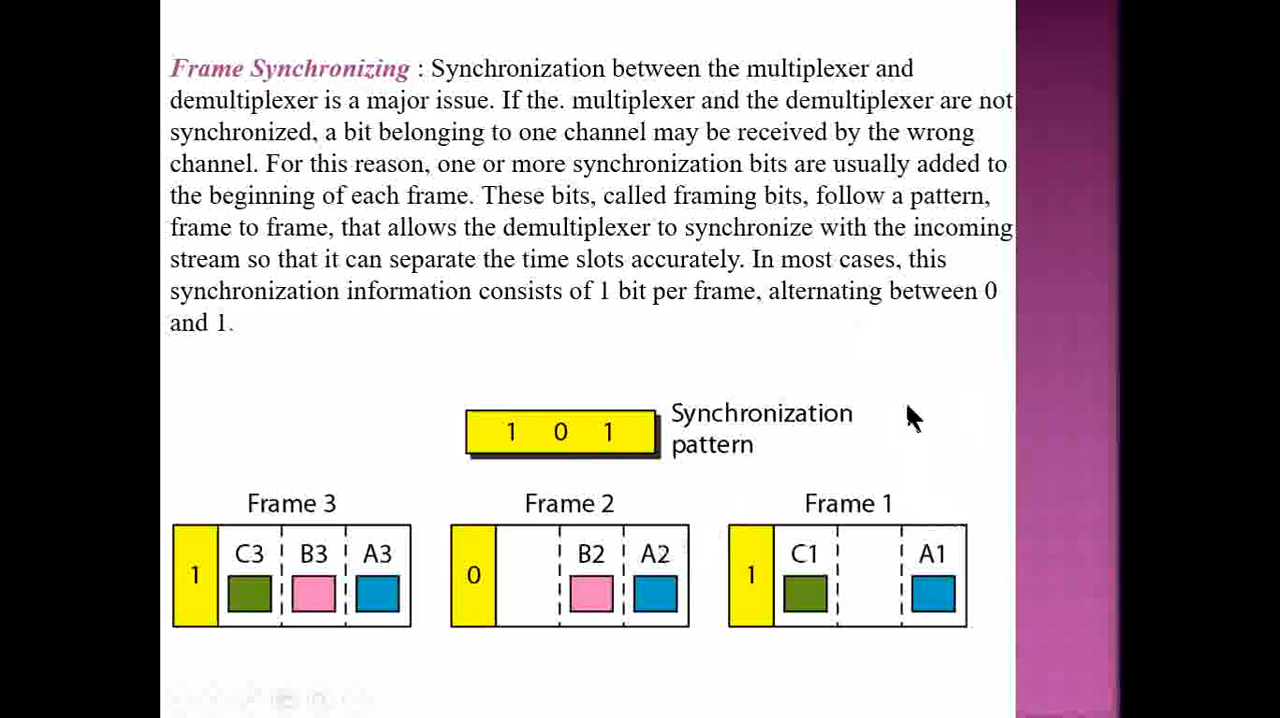 Frame Synchronizing : Synchronization between the multiplexer and
demultiplexer is a major issue. If the. multiplexer and the demultiplexer are not
synchronized, a bit belonging to one channel may be received by the wrong
channel. For this reason, one or more synchronization bits are usually added to
the beginning of each frame. These bits, called framing bits, follow a pattern,
frame to frame, that allows the demultiplexer to synchronize with the incoming
stream so that it can separate the time slots accurately. In most cases, this
synchronization information consists of 1 bit per frame, alternating between 0
and 1.
1 0 1
Synchronization
pattern
Frame 3 Frame 2 Frame 1
1 C3 B3 A3 0 B2 A2 1 C1 A1